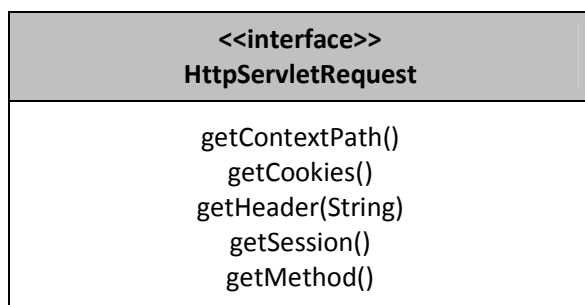 <<interface>>
HttpServletRequest
getContextPath()
getCookies()
getHeader(String)
getSession()
getMethod()